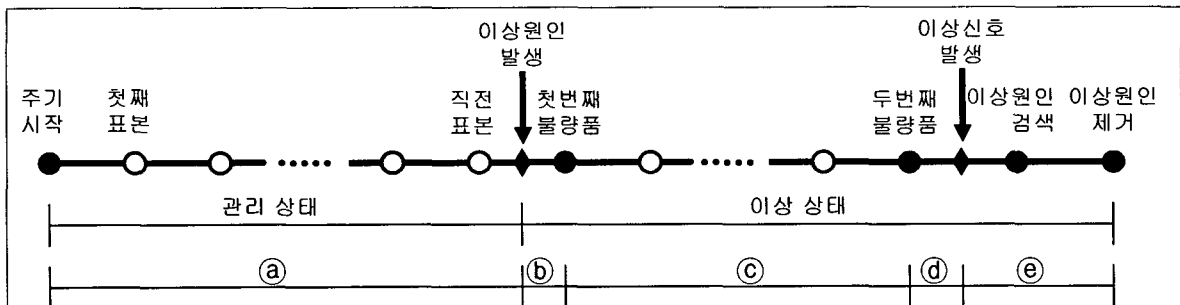 이상원인
발생
이상신호
발생
주기
시작
첫째
표본
직전
표본
첫번째
불량품
두번째
불량품
이상원인
검색
이상원인
제거
관리 상태
이상 상태
ⓐ
ⓑ
ⓒ
ⓓ
ⓔ